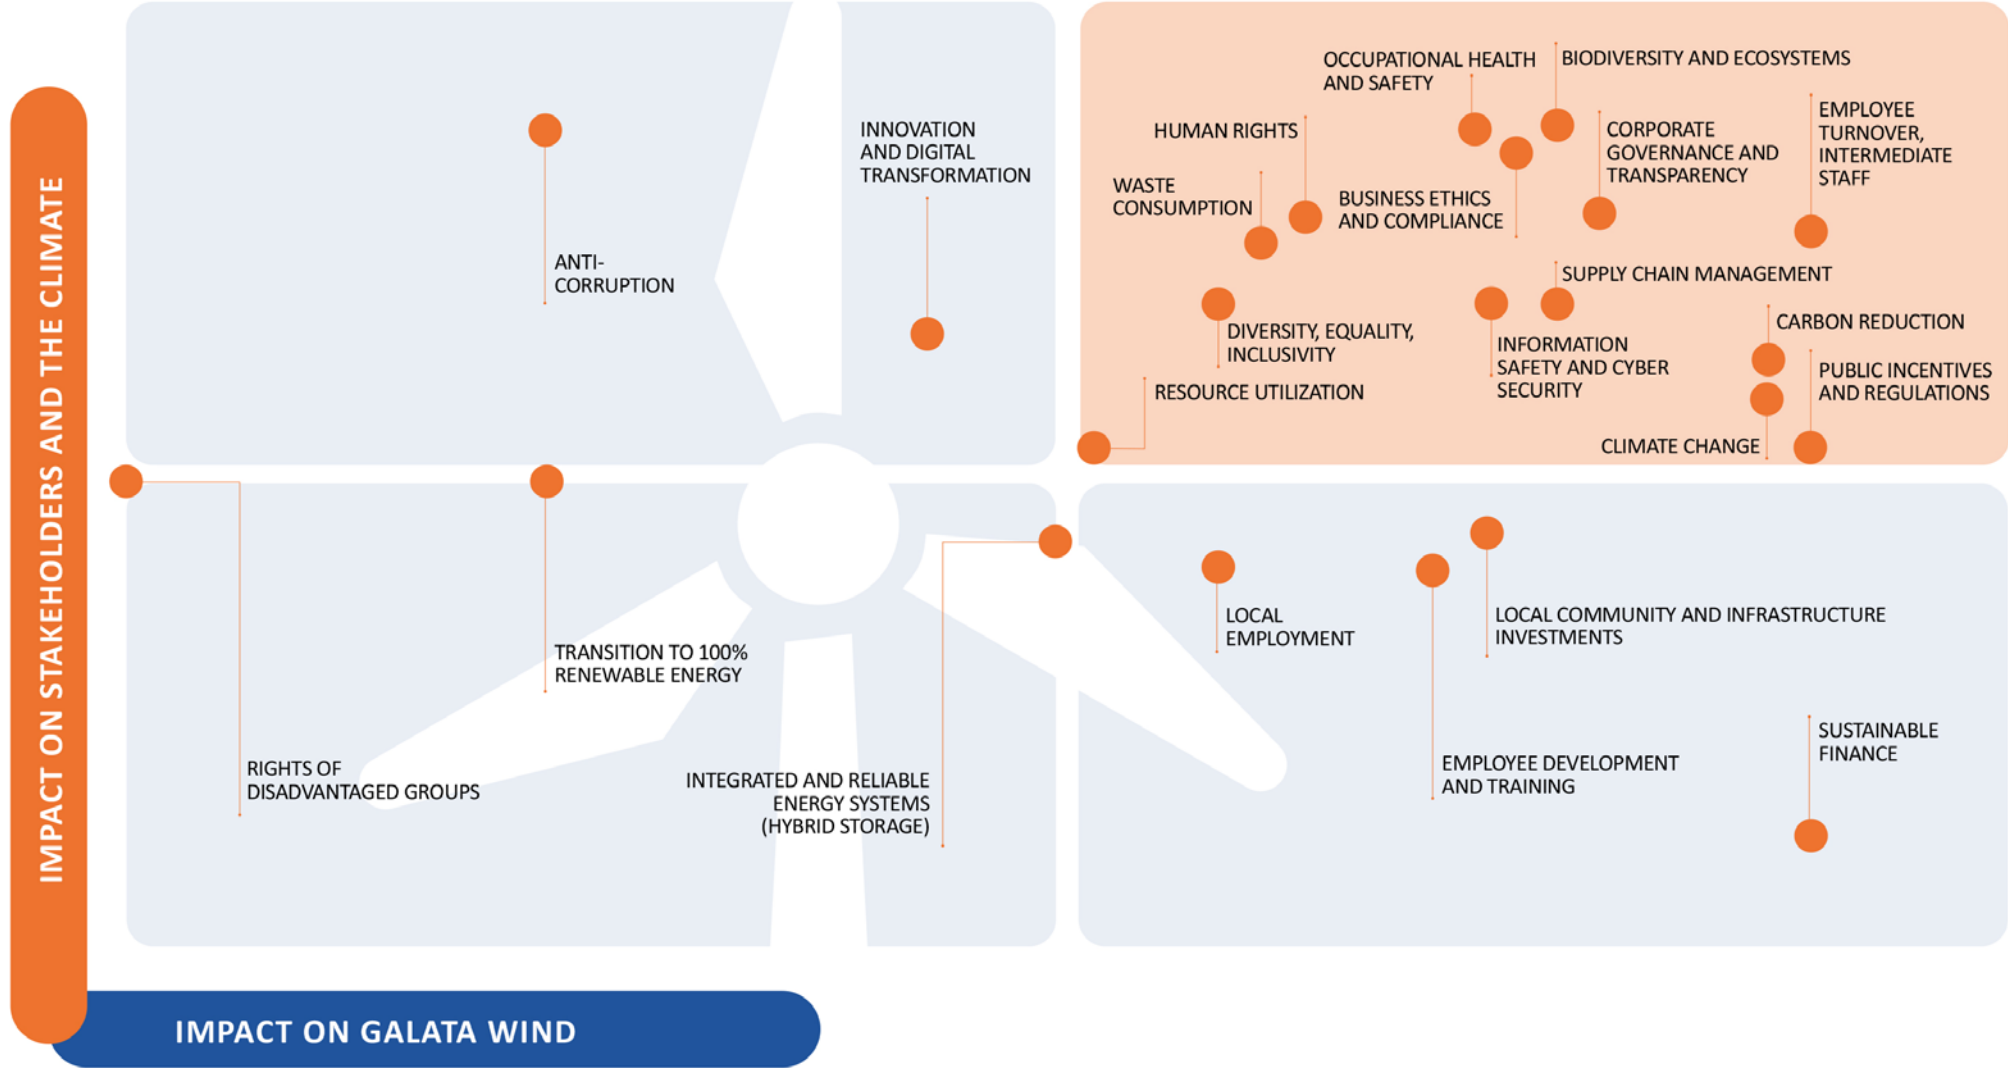 IMPACT ON STAKEHOLDERS AND THE CLIMATE
ANTI-
CORRUPTION
INNOVATION
AND DIGITAL
TRANSFORMATION
OCCUPATIONAL HEALTH
AND SAFETY
BIODIVERSITY AND ECOSYSTEMS
HUMAN RIGHTS
WASTE
CONSUMPTION
BUSINESS ETHICS
AND COMPLIANCE
CORPORATE
GOVERNANCE AND
TRANSPARENCY
EMPLOYEE
TURNOVER,
INTERMEDIATE
STAFF
SUPPLY CHAIN MANAGEMENT
DIVERSITY, EQUALITY,
INCLUSIVITY
INFORMATION
SAFETY AND CYBER
SECURITY
CARBON REDUCTION
PUBLIC INCENTIVES
AND REGULATIONS
RESOURCE UTILIZATION
CLIMATE CHANGE
RIGHTS OF
DISADVANTAGED GROUPS
TRANSITION TO 100%
RENEWABLE ENERGY
INTEGRATED AND RELIABLE
ENERGY SYSTEMS
(HYBRID STORAGE)
LOCAL
EMPLOYMENT
LOCAL COMMUNITY AND INFRASTRUCTURE
INVESTMENTS
EMPLOYEE DEVELOPMENT
AND TRAINING
SUSTAINABLE
FINANCE
IMPACT ON GALATA WIND